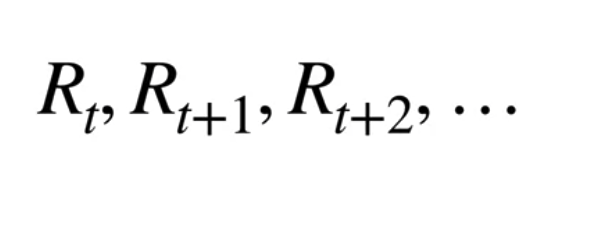 R_t, R_{t+1}, R_{t+2}, …